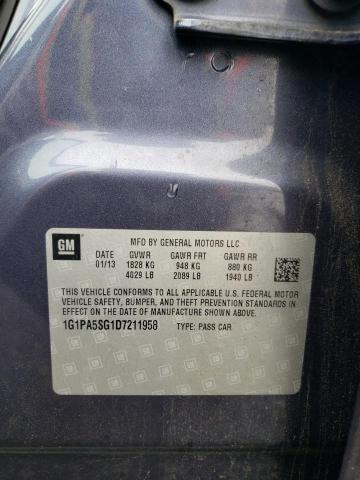 GM
MFD BY GENERAL MOTORS LLC
DATE GVWR GAWR FRT GAWR RR
01/13 1828 KG 948 KG 880 KG
4029 LB 2089 LB 1940 LB
THIS VEHICLE CONFORMS TO ALL APPLICABLE U.S. FEDERAL MOTOR
VEHICLE SAFETY, BUMPER, AND THEFT PREVENTION STANDARDS IN
EFFECT ON THE DATE OF MANUFACTURE SHOWN ABOVE.
1G1PA5SG1D7211958 TYPE: PASS CAR